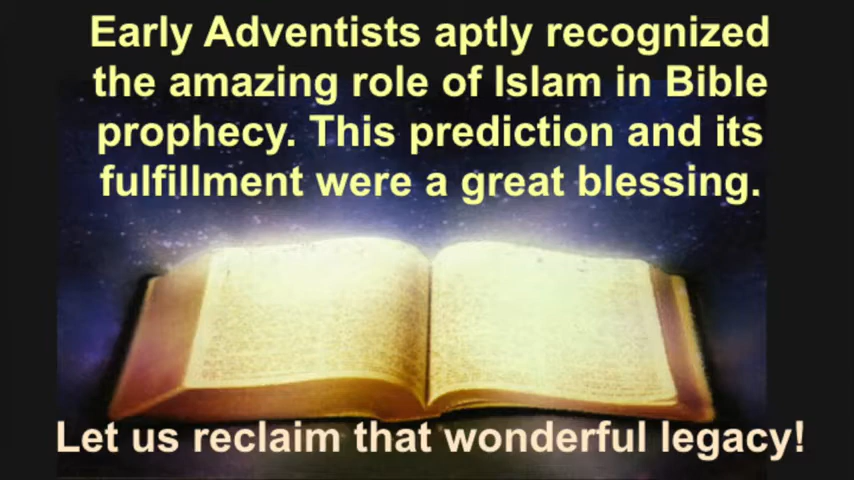 Early Adventists aptly recognized
the amazing role of Islam in Bible
prophecy. This prediction and its
fulfillment were a great blessing.
Let us reclaim that wonderful legacy!